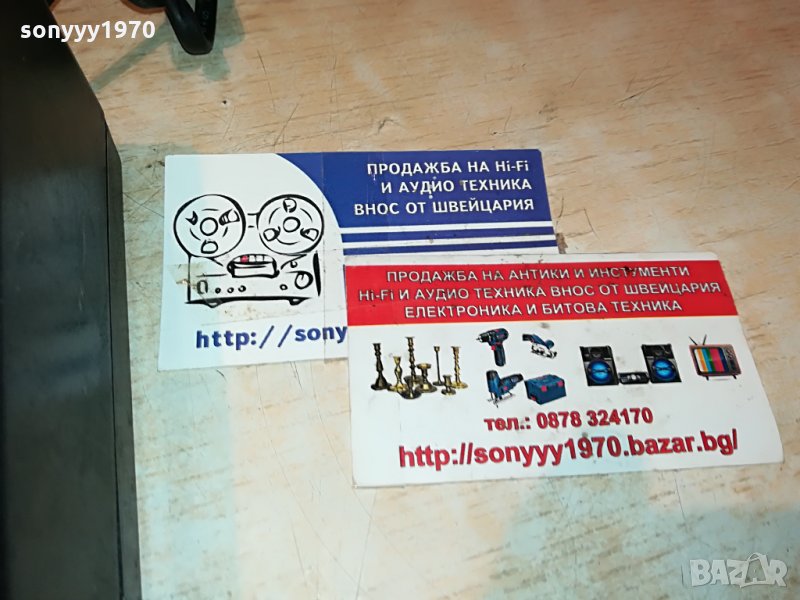 sonyyy1970
ПРОДАЖБА НА Hi-Fi
И АУДИО ТЕХНИКА
ВНОС ОТ ШВЕЙЦАРИЯ
http://sony
ПРОДАЖБА НА АНТИКИ И ИНСТУМЕНТИ
Hi-Fi И АУДИО ТЕХНИКА ВНОС ОТ ШВЕЙЦАРИЯ
ЕЛЕКТРОНИКА И БИТОВА ТЕХНИКА
тел.: 0878 324170
http://sonyyy1970.bazar.bg/
BAZAR